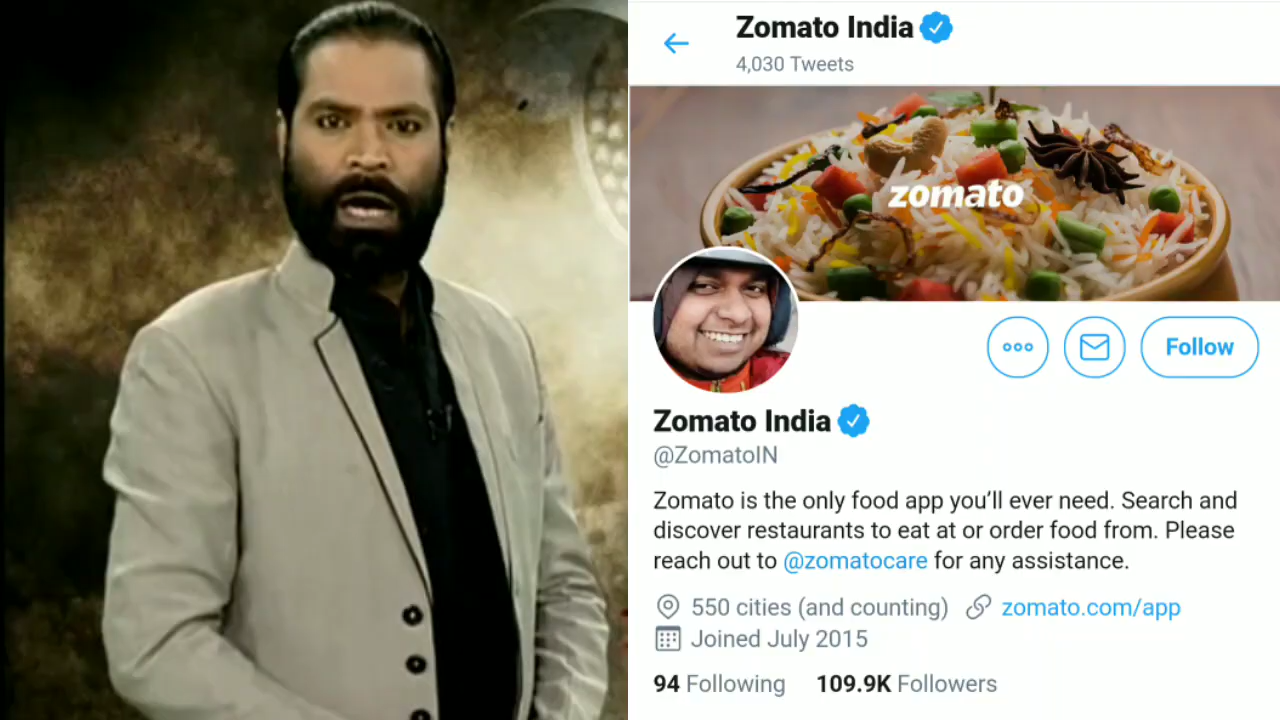 Zomato India
4,030 Tweets
zomato
Follow
Zomato India
@ZomatoIN
Zomato is the only food app you’ll ever need. Search and
discover restaurants to eat at or order food from. Please
reach out to @zomatocare for any assistance.
550 cities (and counting) zomato.com/app
Joined July 2015
94 Following 109.9K Followers